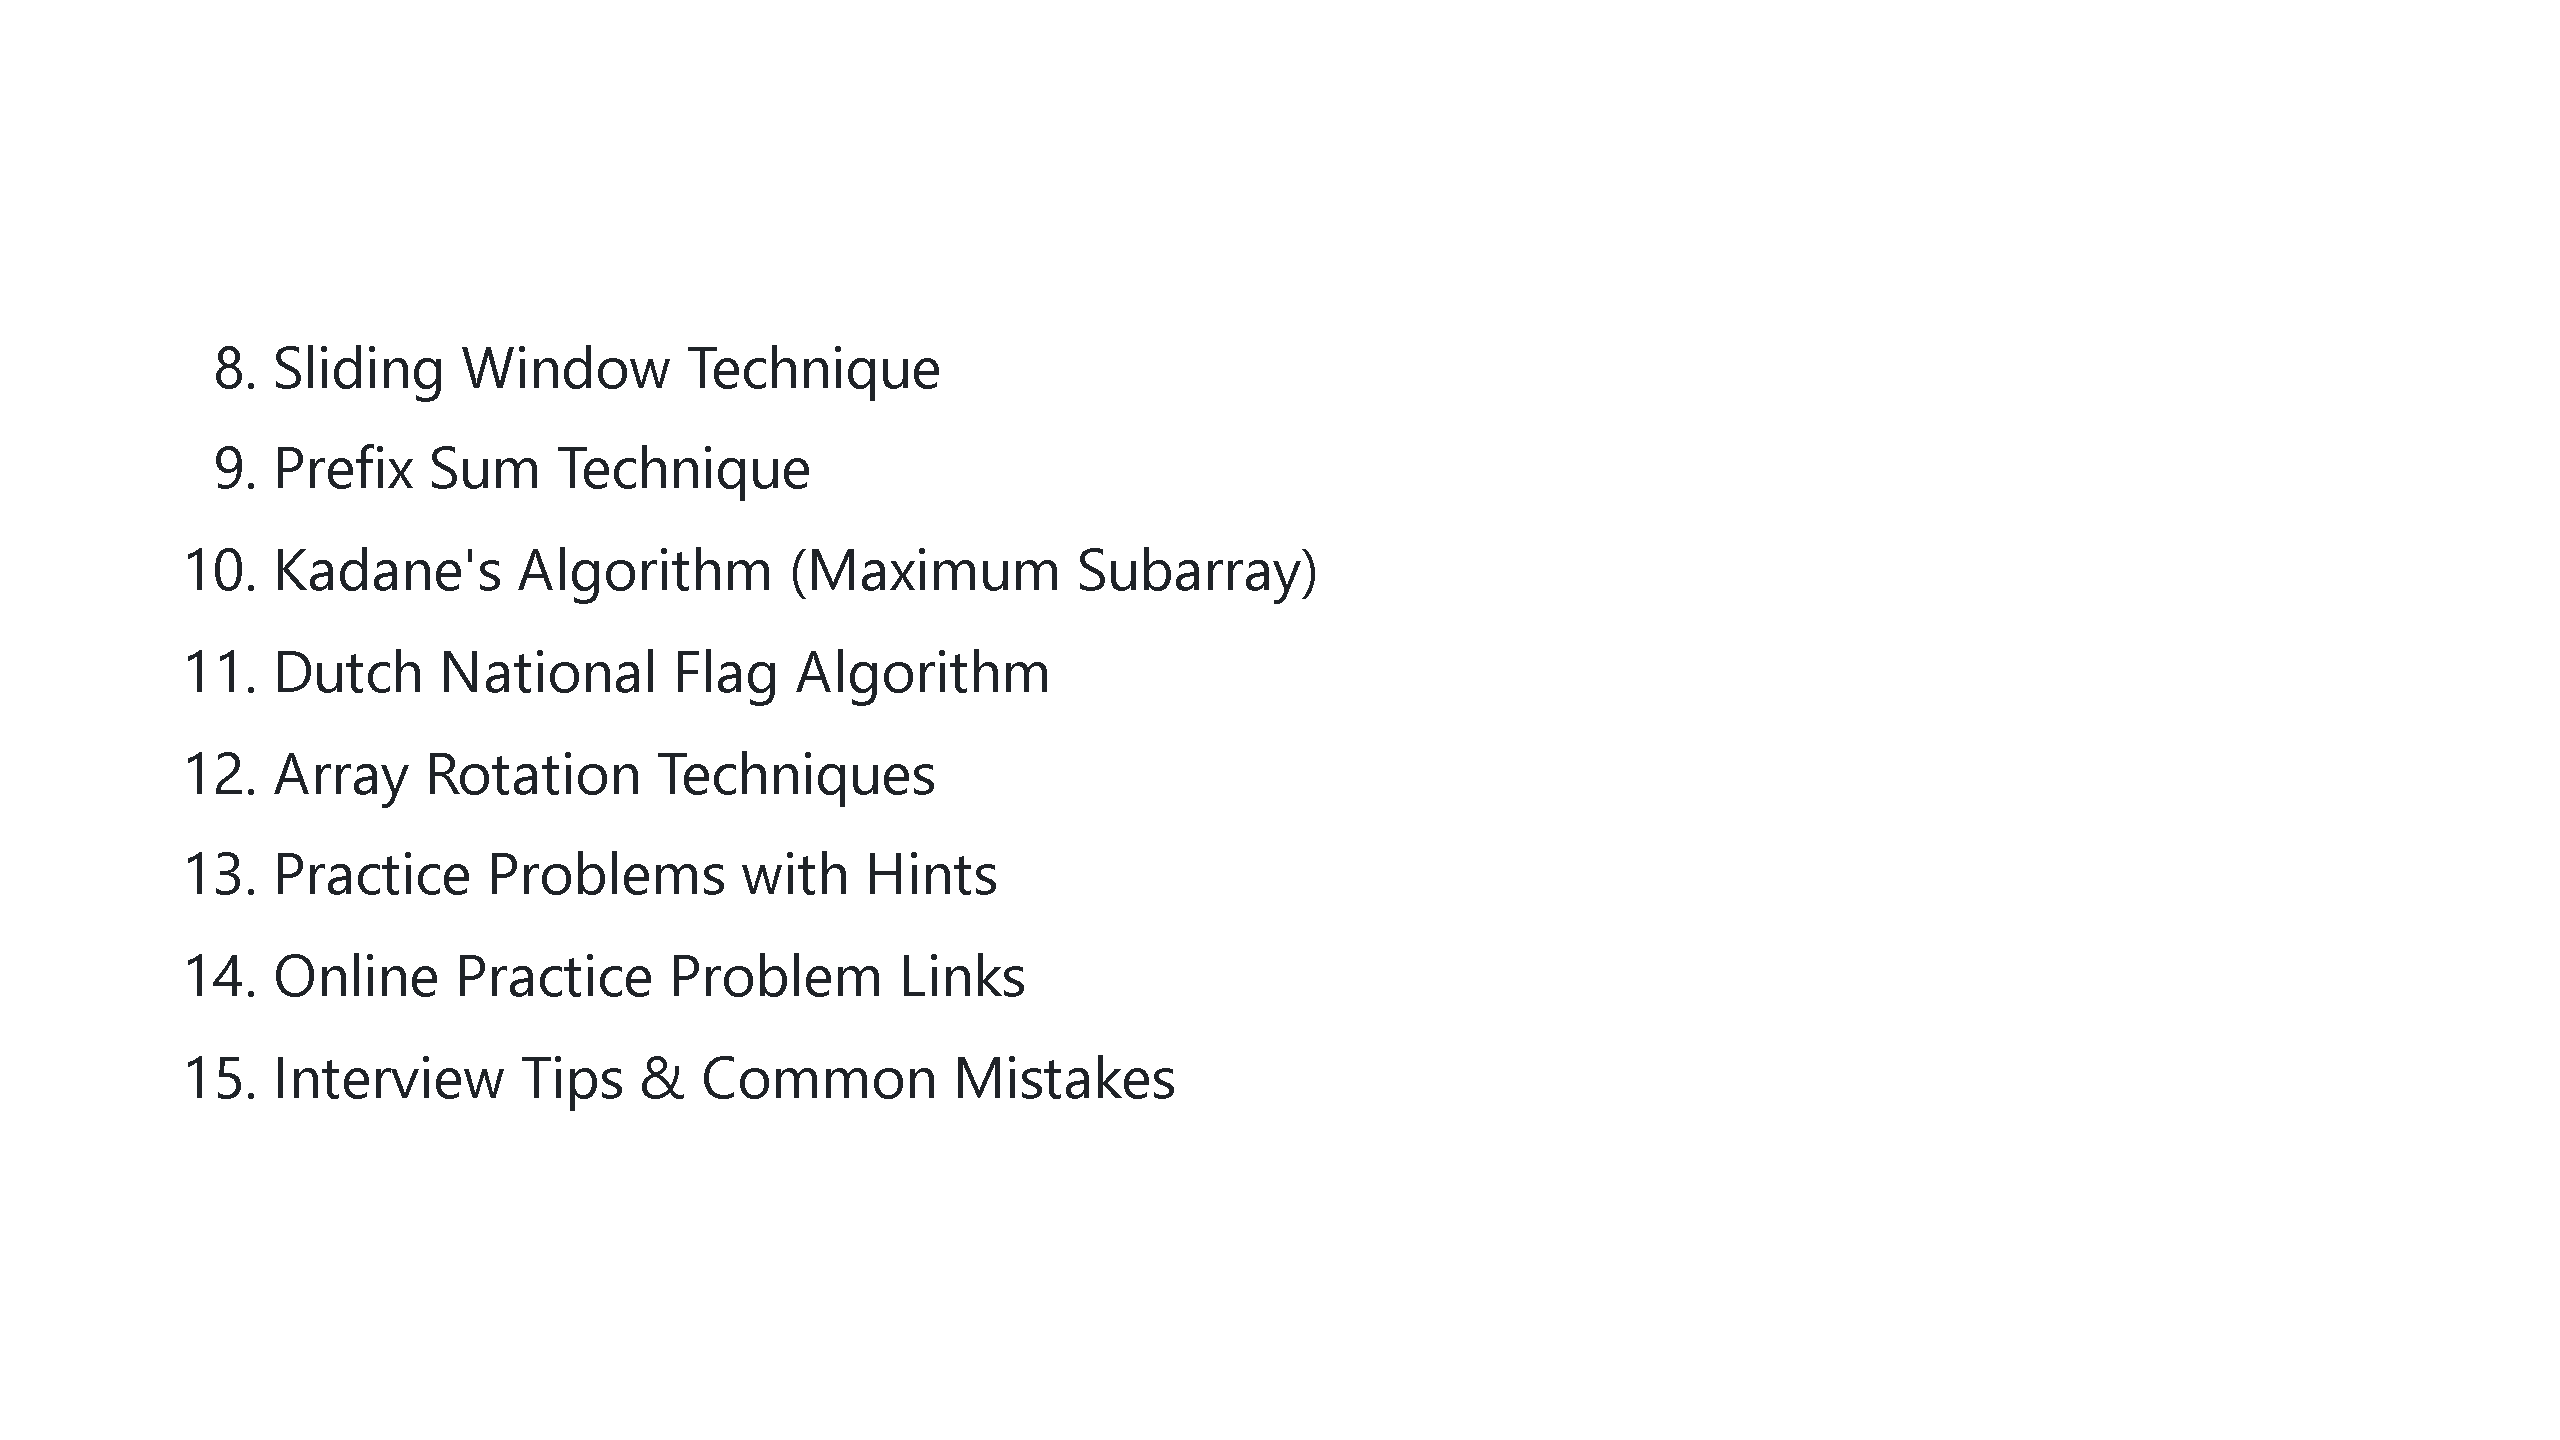 8. Sliding Window Technique
9. Prefix Sum Technique
10. Kadane's Algorithm (Maximum Subarray)
11. Dutch National Flag Algorithm
12. Array Rotation Techniques
13. Practice Problems with Hints
14. Online Practice Problem Links
15. Interview Tips & Common Mistakes